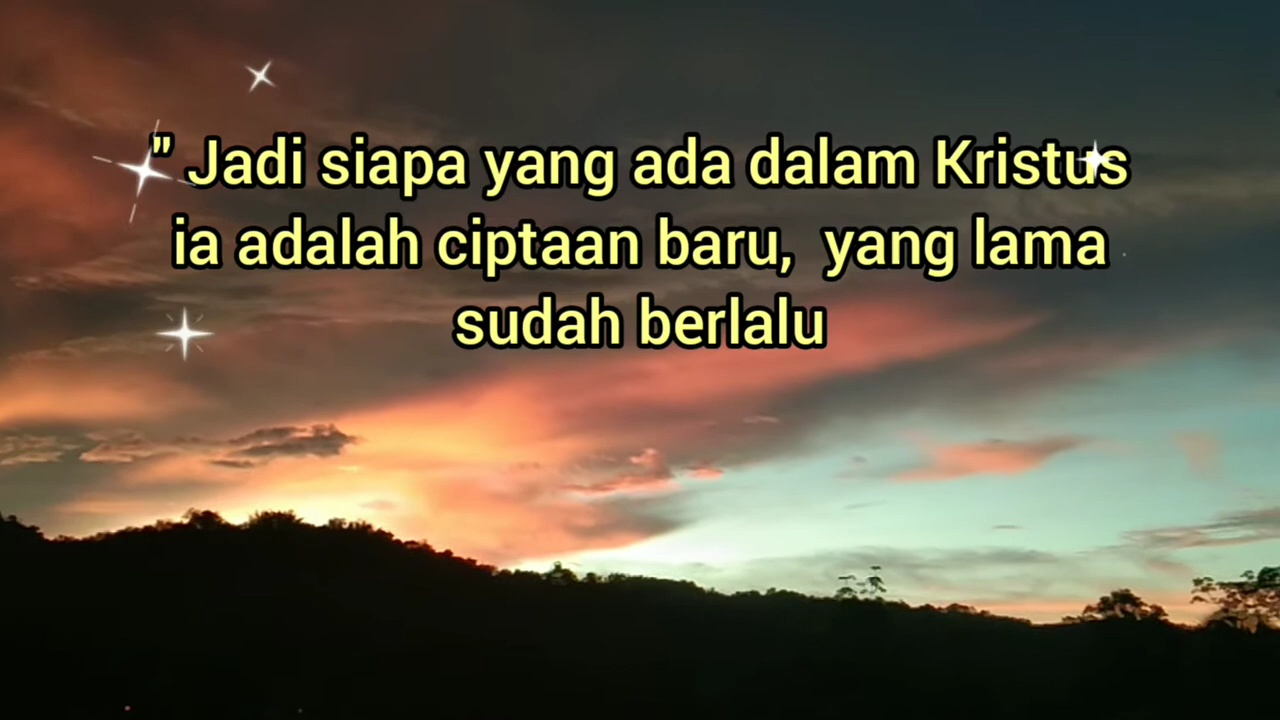 " Jadi siapa yang ada dalam Kristus
ia adalah ciptaan baru, yang lama
sudah berlalu